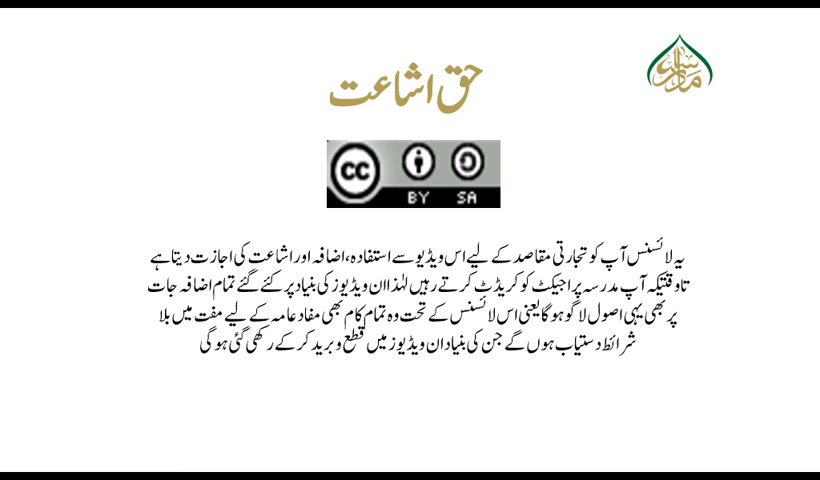 حق اشاعت
مدرسہ
cc
BY SA
یہ لائسنس آپ کو تجارتی مقاصد کے لیے اس ویڈیو سے استفادہ، اضافہ اور اشاعت کی اجازت دیتا ہے
تاوقتیکہ آپ مدرسہ پراجیکٹ کو کریڈٹ کرتے رہیں لہٰذا ان ویڈیوز کی بنیاد پر کئے گئے تمام اضافہ جات
پر بھی یہی اصول لاگو ہو گا یعنی اس لائسنس کے تحت وہ تمام کام بھی مفاد عامہ کے لیے مفت میں بلا
شرائط دستیاب ہوں گے جن کی بنیاد ان ویڈیوز میں قطع و برید کر کے رکھی گئی ہو گی